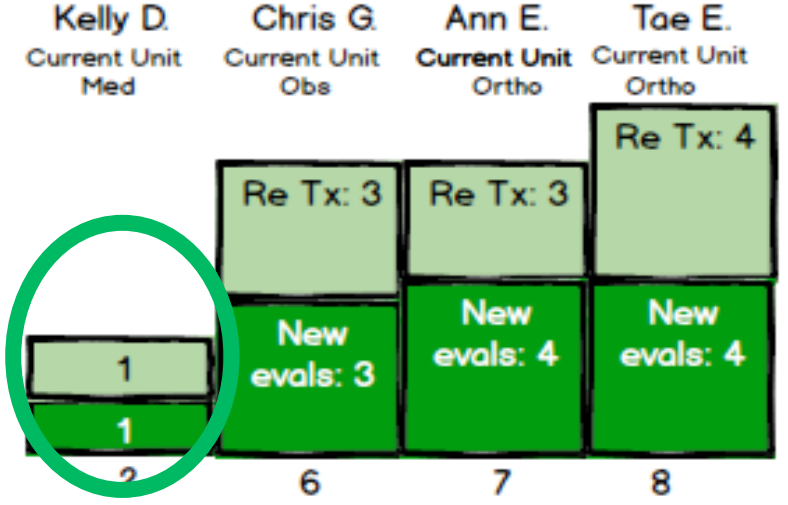 Kelly D.
Current Unit
Med
Chris G.
Current Unit
Obs
Ann E.
Current Unit
Ortho
Tae E.
Current Unit
Ortho
1
1
2
Re Tx: 3
New
evals: 3
6
Re Tx: 3
New
evals: 4
7
Re Tx: 4
New
evals: 4
8